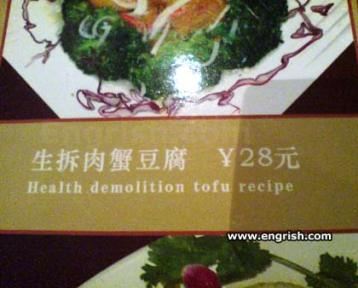 生拆肉蟹豆腐 ￥28元
Health demolition tofu recipe
www.engrish.com